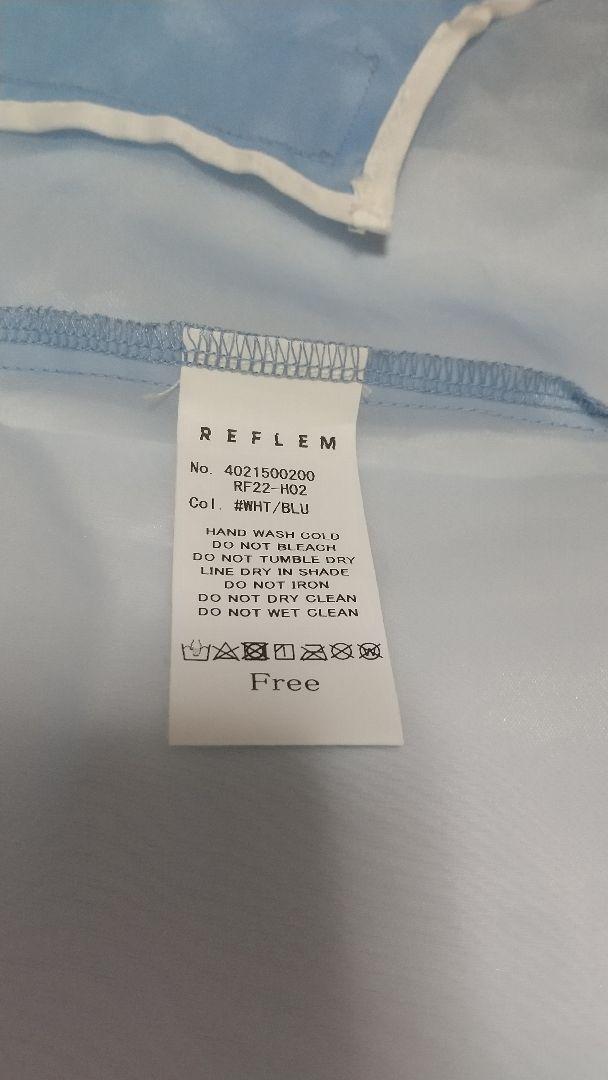 REFLEM
No. 4021500200
RF22-H02
Col. #WHT/BLU
HAND WASH COLD
DO NOT BLEACH
DO NOT TUMBLE DRY
LINE DRY IN SHADE
DO NOT IRON
DO NOT DRY CLEAN
DO NOT WET CLEAN
W
Free